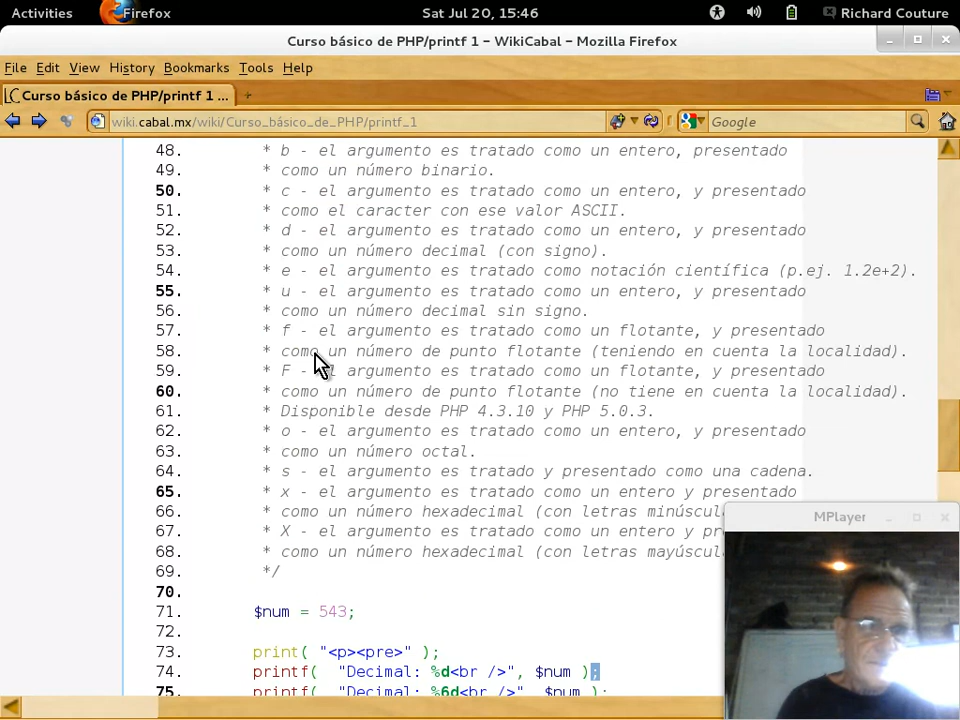 Activities Firefox Sat Jul 20, 15:46 Richard Couture
Curso básico de PHP/printf 1 - WikiCabal - Mozilla Firefox
File Edit View History Bookmarks Tools Help
Curso básico de PHP/printf 1 ...
wiki.cabal.mx/wiki/Curso_básico_de_PHP/printf_1 Google
48. * b - el argumento es tratado como un entero, presentado
49. * como un número binario.
50. * c - el argumento es tratado como un entero, y presentado
51. * como el caracter con ese valor ASCII.
52. * d - el argumento es tratado como un entero, y presentado
53. * como un número decimal (con signo).
54. * e - el argumento es tratado como notación científica (p.ej. 1.2e+2).
55. * u - el argumento es tratado como un entero, y presentado
56. * como un número decimal sin signo.
57. * f - el argumento es tratado como un flotante, y presentado
58. * como un número de punto flotante (teniendo en cuenta la localidad).
59. * F - el argumento es tratado como un flotante, y presentado
60. * como un número de punto flotante (no tiene en cuenta la localidad).
61. * Disponible desde PHP 4.3.10 y PHP 5.0.3.
62. * o - el argumento es tratado como un entero, y presentado
63. * como un número octal.
64. * s - el argumento es tratado y presentado como una cadena.
65. * x - el argumento es tratado como un entero y presentado
66. * como un número hexadecimal (con letras minúscula
67. * X - el argumento es tratado como un entero y pre
68. * como un número hexadecimal (con letras mayúscula
69. */
70.
71. $num = 543;
72.
73. print( "<p><pre>" );
74. printf( "Decimal: %d<br />", $num );
75. printf( "Decimal: %6d<br />", $num );
MPlayer